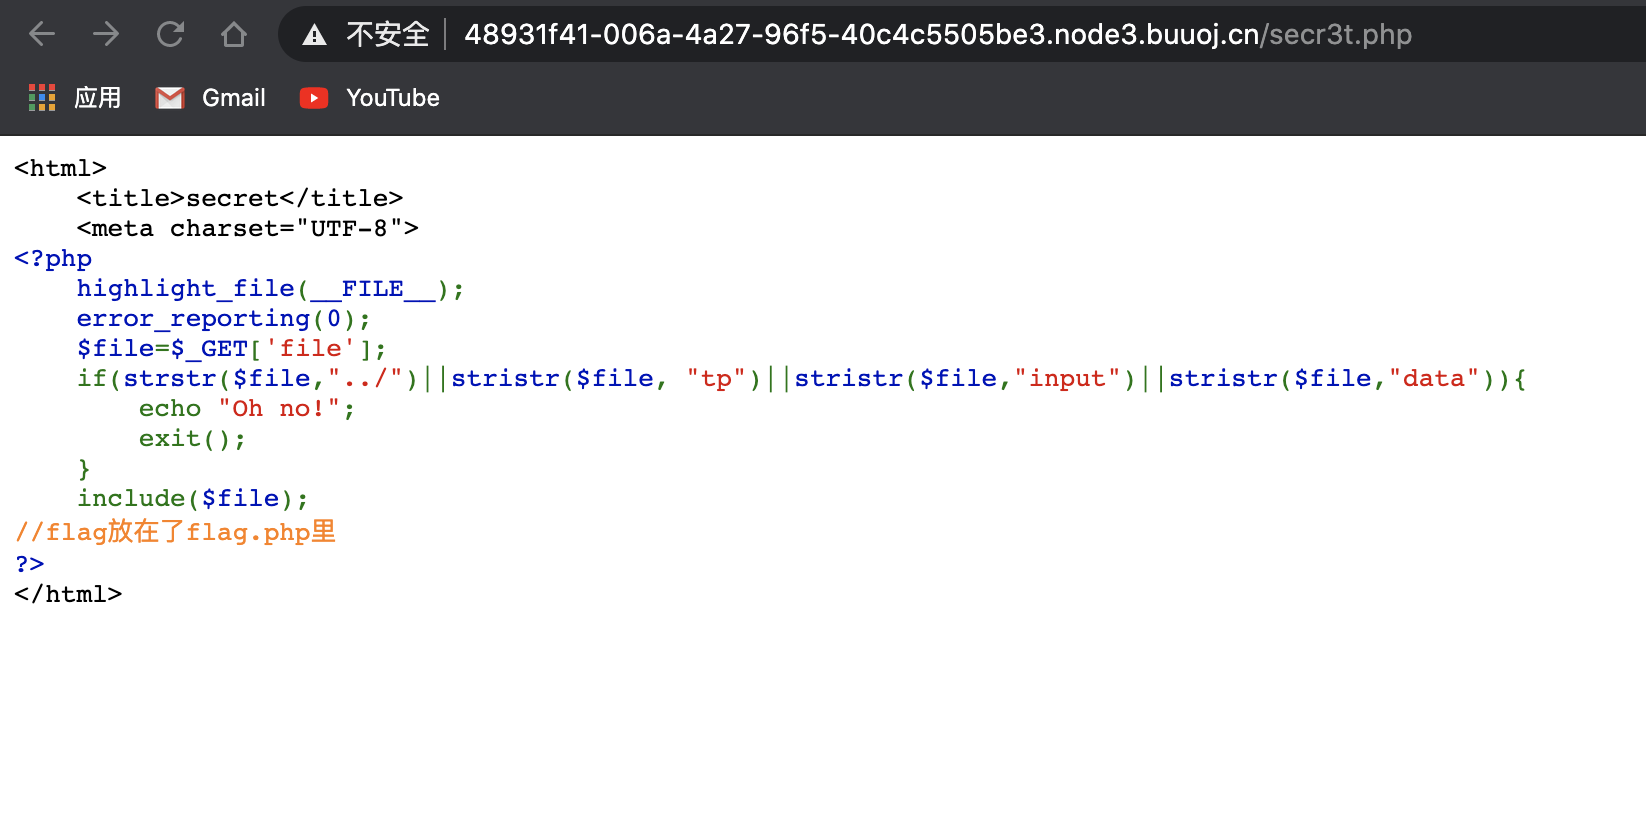 不安全 48931f41-006a-4a27-96f5-40c4c5505be3.node3.buuoj.cn/secr3t.php
应用 Gmail YouTube
<html>
    <title>secret</title>
    <meta charset="UTF-8">
<?php
    highlight_file(__FILE__);
    error_reporting(0);
    $file=$_GET['file'];
    if(strstr($file,"../")||stristr($file, "tp")||stristr($file,"input")||stristr($file,"data")){
        echo "Oh no!";
        exit();
    }
    include($file);
//flag放在了flag.php里
?>
</html>